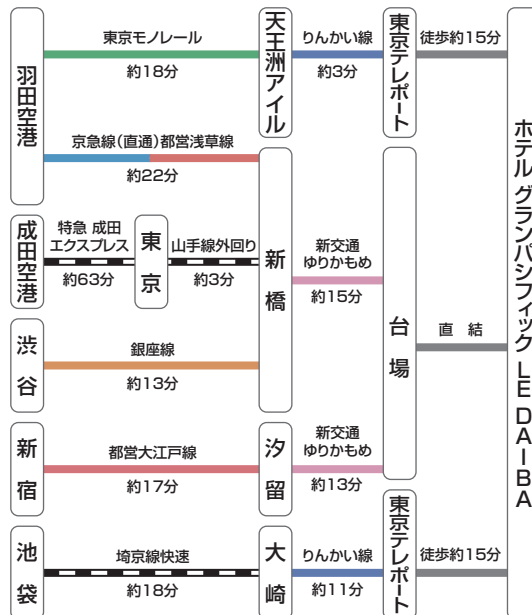 羽田空港
東京モノレール
約18分
天王洲アイル
りんかい線
約3分
東京テレポート
徒歩約15分
京急線(直通)都営浅草線
約22分
成田空港
特急 成田
エクスプレス
約63分
東京
山手線外回り
約3分
新橋
新交通
ゆりかもめ
約15分
台場
直 結
ホテル グランパシフィック LE DAIBA
渋谷
銀座線
約13分
新宿
都営大江戸線
約17分
汐留
新交通
ゆりかもめ
約13分
池袋
埼京線快速
約18分
大崎
りんかい線
約11分
東京テレポート
徒歩約15分